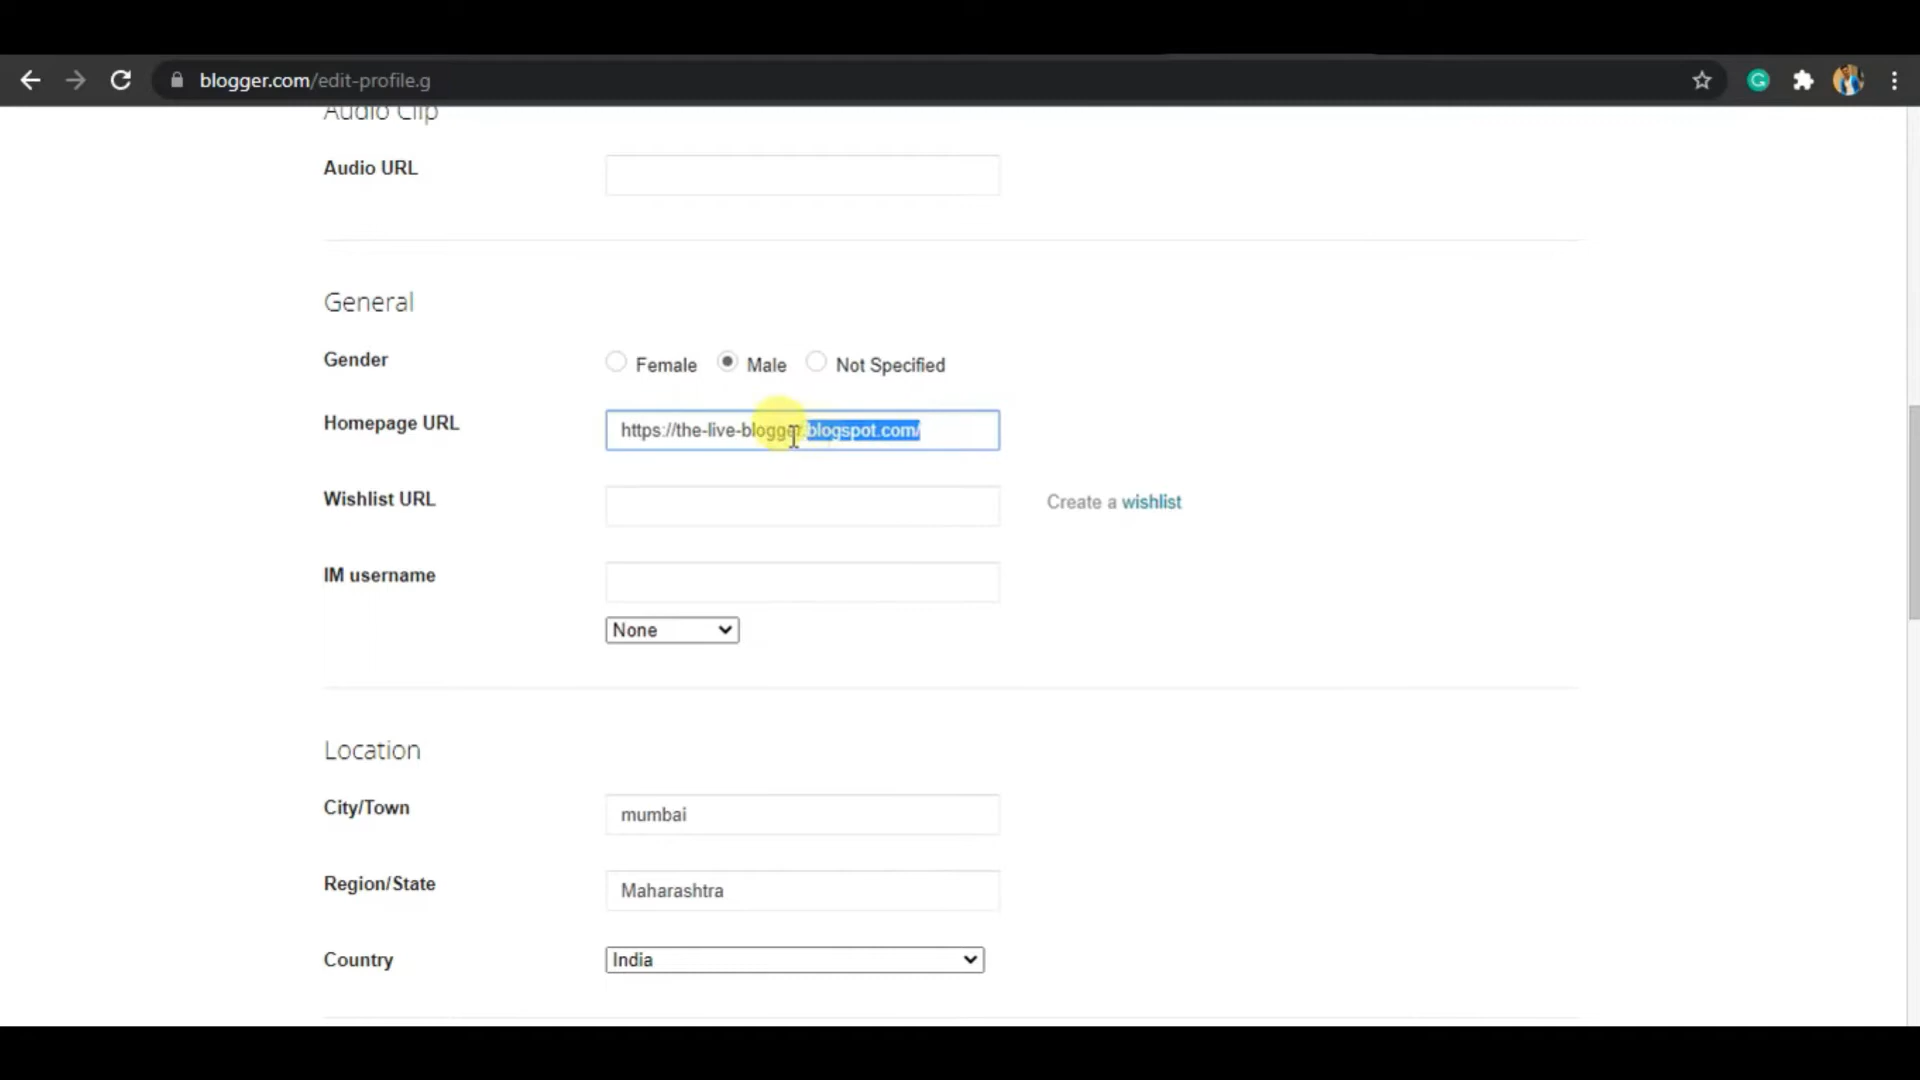 blogger.com/edit-profile.g
Audio Clip
Audio URL
General
Gender
Female Male Not Specified
Homepage URL
https://the-live-blogger.blogspot.com/
Wishlist URL
Create a wishlist
IM username
None
Location
City/Town
mumbai
Region/State
Maharashtra
Country
India